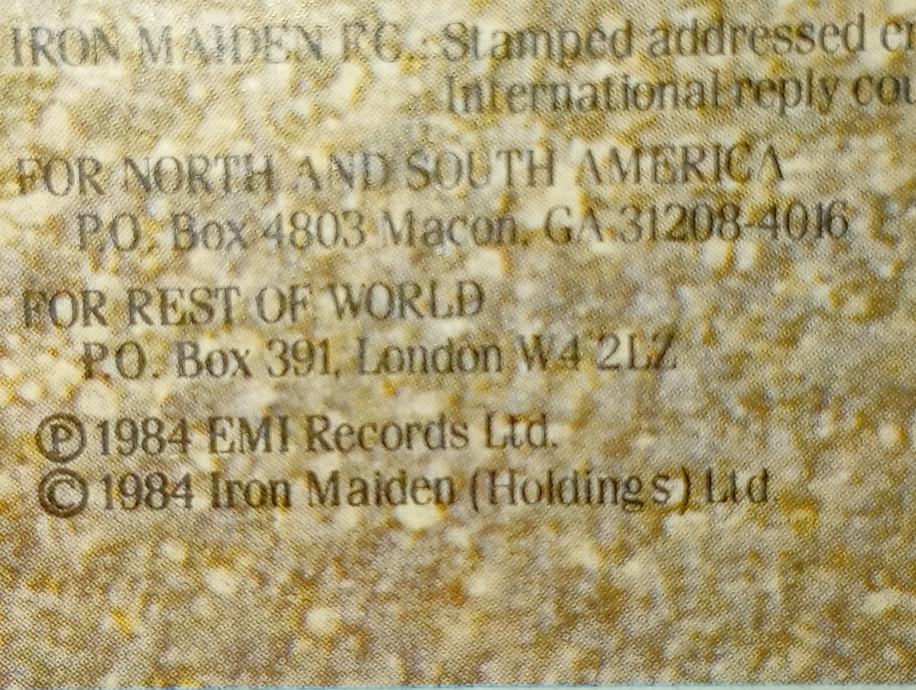 IRON MAIDEN F.C.: Stamped addressed
International reply
FOR NORTH AND SOUTH AMERICA
P.O. Box 4803 Macon, GA 31208-4016
FOR REST OF WORLD
P.O. Box 391, London W4 2LZ
Ⓟ 1984 EMI Records Ltd.
© 1984 Iron Maiden (Holdings) Ltd.